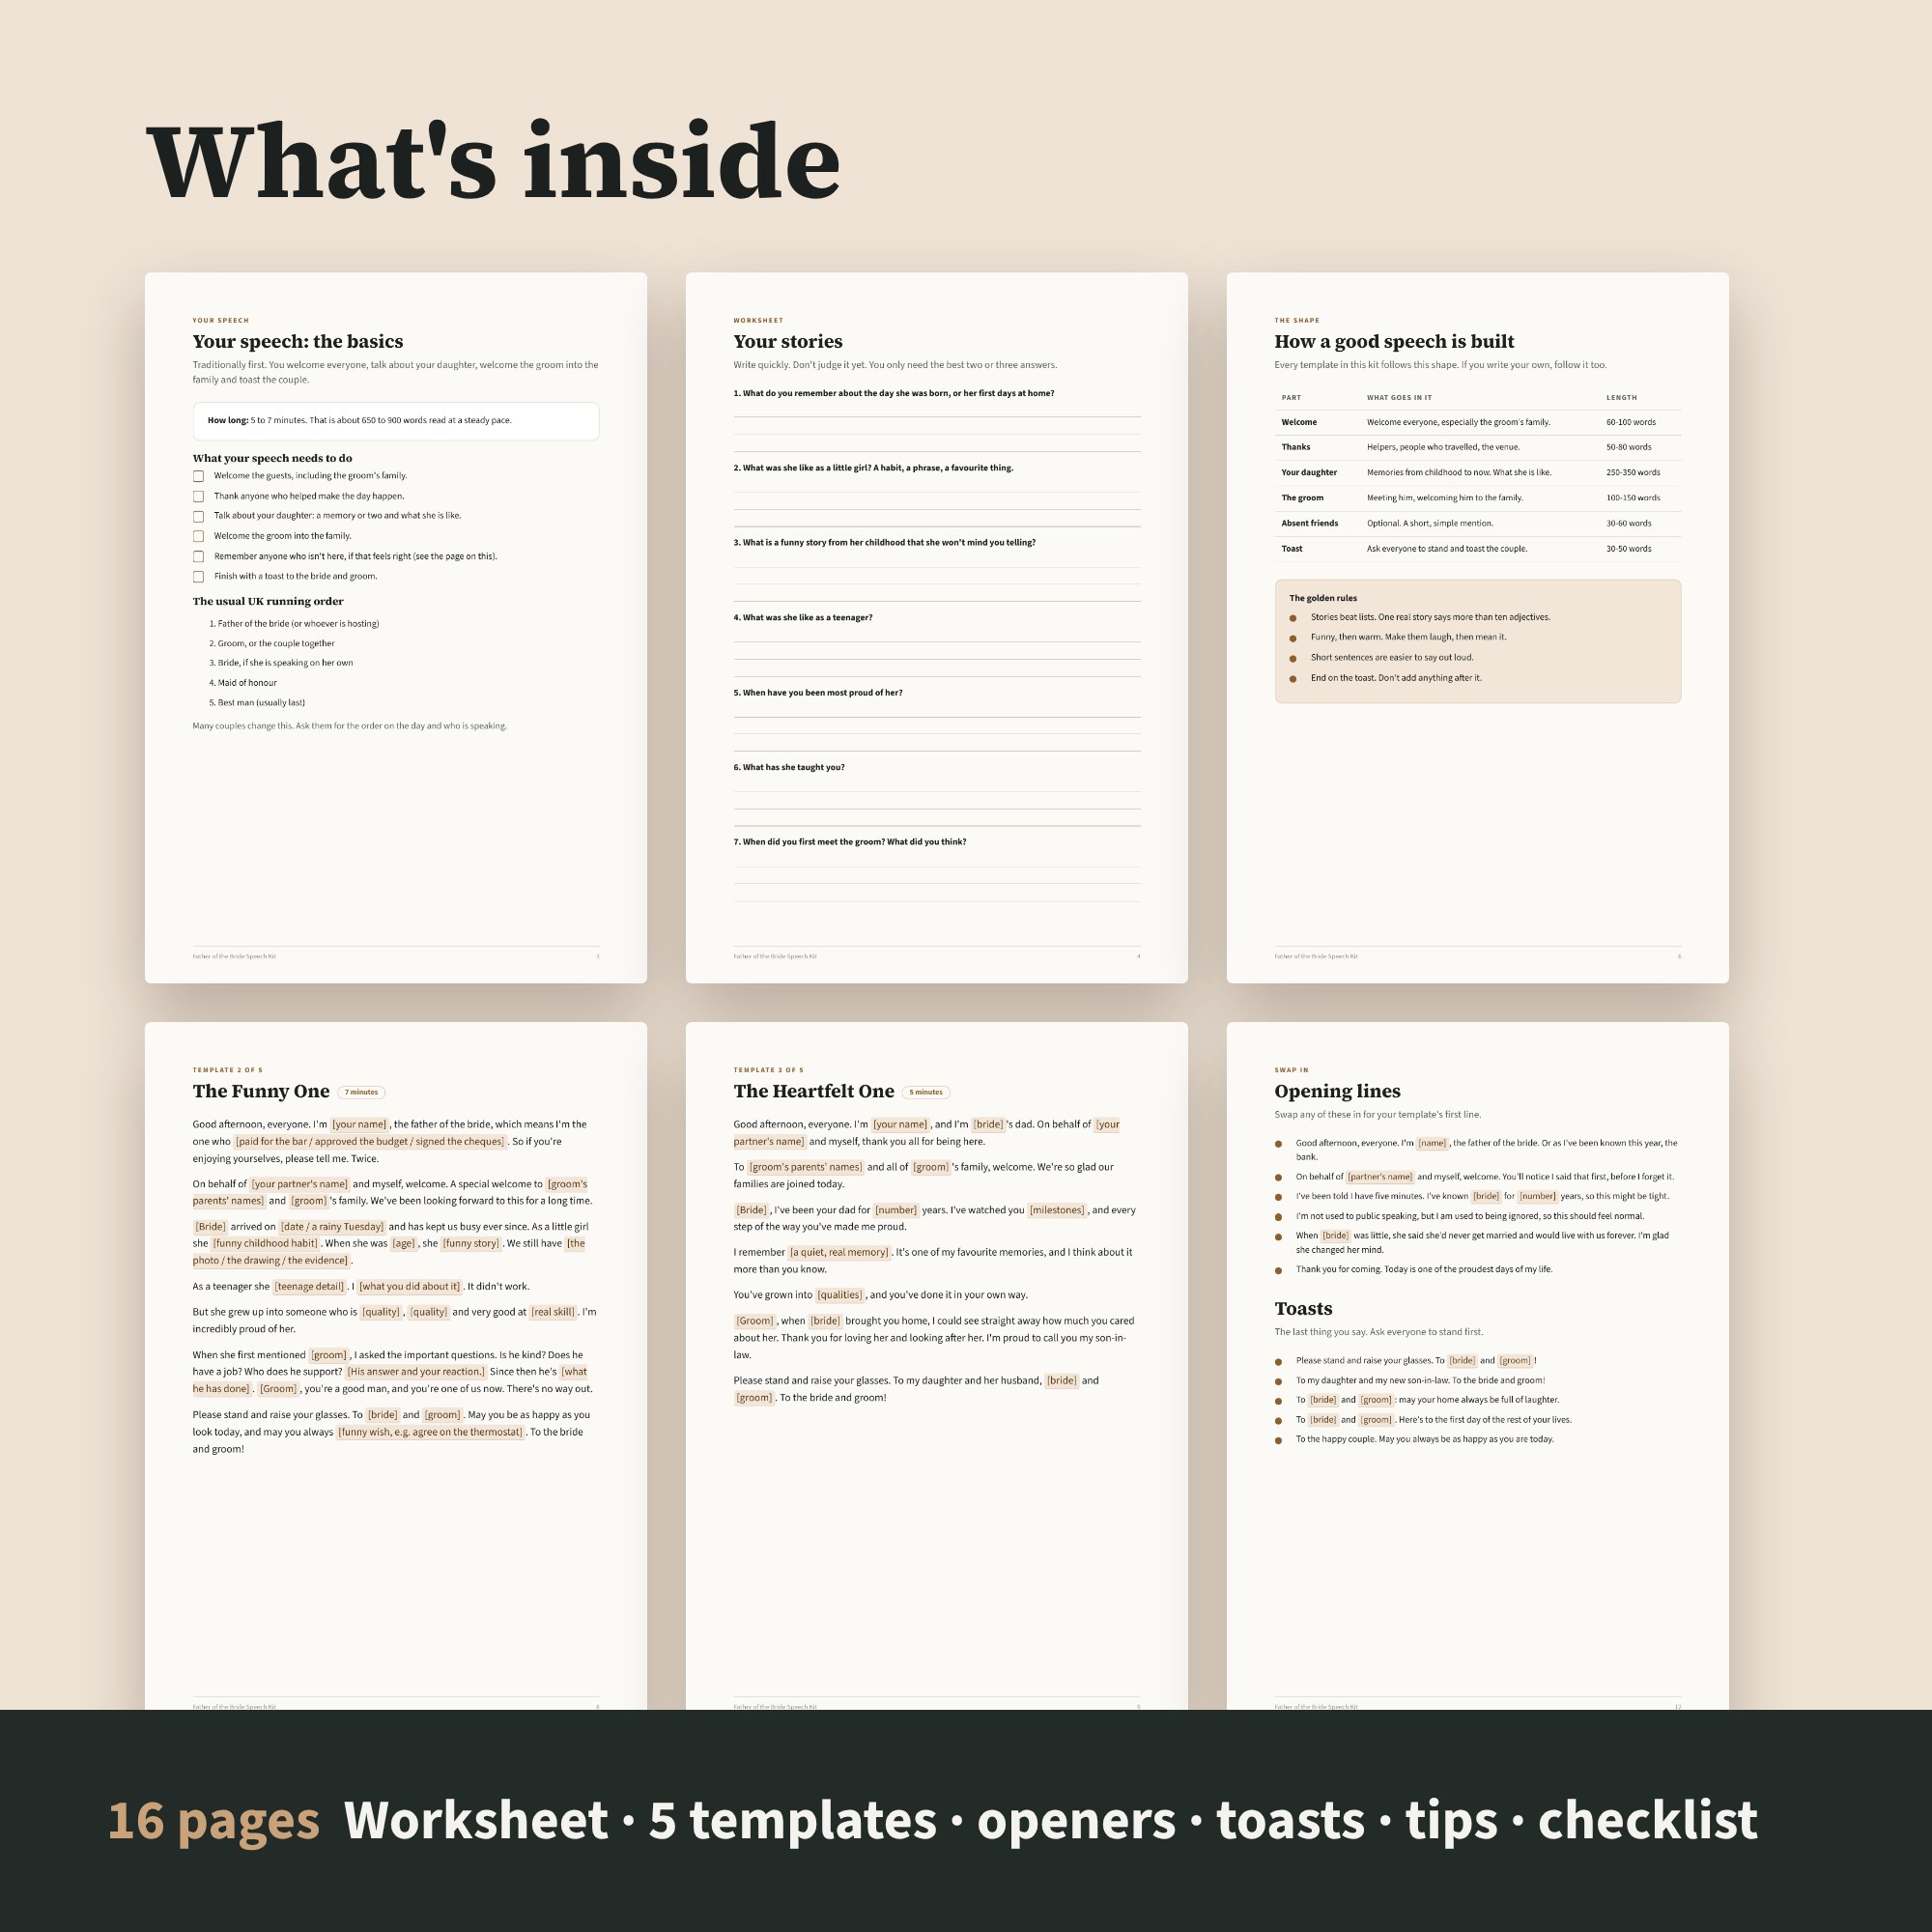 What's inside
YOUR SPEECH
Your speech: the basics
Traditionally first. You welcome everyone, talk about your daughter, welcome the groom into the
family and toast the couple.
How long: 5 to 7 minutes. That is about 650 to 900 words read at a steady pace.
What your speech needs to do
Welcome the guests, including the groom's family.
Thank anyone who helped make the day happen.
Talk about your daughter: a memory or two and what she is like.
Welcome the groom into the family.
Remember anyone who isn't here, if that feels right (see the page on this).
Finish with a toast to the bride and groom.
The usual UK running order
1. Father of the bride (or whoever is hosting)
2. Groom, or the couple together
3. Bride, if she is speaking on her own
4. Maid of honour
5. Best man (usually last)
Many couples change this. Ask them for the order on the day and who is speaking.
Father of the Bride Speech Kit 3
WORKSHEET
Your stories
Write quickly. Don't judge it yet. You only need the best two or three answers.
1. What do you remember about the day she was born, or her first days at home?
2. What was she like as a little girl? A habit, a phrase, a favourite thing.
3. What is a funny story from her childhood that she won't mind you telling?
4. What was she like as a teenager?
5. When have you been most proud of her?
6. What has she taught you?
7. When did you first meet the groom? What did you think?
Father of the Bride Speech Kit 4
THE SHAPE
How a good speech is built
Every template in this kit follows this shape. If you write your own, follow it too.
PART WHAT GOES IN IT LENGTH
Welcome Welcome everyone, especially the groom's family. 60-100 words
Thanks Helpers, people who travelled, the venue. 50-80 words
Your daughter Memories from childhood to now. What she is like. 250-350 words
The groom Meeting him, welcoming him to the family. 100-150 words
Absent friends Optional. A short, simple mention. 30-60 words
Toast Ask everyone to stand and toast the couple. 30-50 words
The golden rules
Stories beat lists. One real story says more than ten adjectives.
Funny, then warm. Make them laugh, then mean it.
Short sentences are easier to say out loud.
End on the toast. Don't add anything after it.
Father of the Bride Speech Kit 6
TEMPLATE 2 OF 5
The Funny One 7 minutes
Good afternoon, everyone. I'm [your name], the father of the bride, which means I'm the
one who [paid for the bar / approved the budget / signed the cheques]. So if you're
enjoying yourselves, please tell me. Twice.
On behalf of [your partner's name] and myself, welcome. A special welcome to [groom's
parents' names] and [groom]'s family. We've been looking forward to this for a long time.
[Bride] arrived on [date / a rainy Tuesday] and has kept us busy ever since. As a little girl
she [funny childhood habit]. When she was [age], she [funny story]. We still have [the
photo / the drawing / the evidence].
As a teenager she [teenage detail]. I [what you did about it]. It didn't work.
But she grew up into someone who is [quality], [quality] and very good at [real skill]. I'm
incredibly proud of her.
When she first mentioned [groom], I asked the important questions. Is he kind? Does he
have a job? Who does he support? [His answer and your reaction.] Since then he's [what
he has done]. [Groom], you're a good man, and you're one of us now. There's no way out.
Please stand and raise your glasses. To [bride] and [groom]. May you be as happy as you
look today, and may you always [funny wish, e.g. agree on the thermostat]. To the bride
and groom!
Father of the Bride Speech Kit 8
TEMPLATE 3 OF 5
The Heartfelt One 5 minutes
Good afternoon, everyone. I'm [your name], and I'm [bride]'s dad. On behalf of [your
partner's name] and myself, thank you all for being here.
To [groom's parents' names] and all of [groom]'s family, welcome. We're so glad our
families are joined today.
[Bride], I've been your dad for [number] years. I've watched you [milestones], and every
step of the way you've made me proud.
I remember [a quiet, real memory]. It's one of my favourite memories, and I think about it
more than you know.
You've grown into [qualities], and you've done it in your own way.
[Groom], when [bride] brought you home, I could see straight away how much you cared
about her. Thank you for loving her and looking after her. I'm proud to call you my son-in-
law.
Please stand and raise your glasses. To my daughter and her husband, [bride] and
[groom]. To the bride and groom!
Father of the Bride Speech Kit 9
SWAP IN
Opening lines
Swap any of these in for your template's first line.
Good afternoon, everyone. I'm [name], the father of the bride. Or as I've been known this year, the
bank.
On behalf of [partner's name] and myself, welcome. You'll notice I said that first, before I forget it.
I've been told I have five minutes. I've known [bride] for [number] years, so this might be tight.
I'm not used to public speaking, but I am used to being ignored, so this should feel normal.
When [bride] was little, she said she'd never get married and would live with us forever. I'm glad
she changed her mind.
Thank you for coming. Today is one of the proudest days of my life.
Toasts
The last thing you say. Ask everyone to stand first.
Please stand and raise your glasses. To [bride] and [groom]!
To my daughter and my new son-in-law. To the bride and groom!
To [bride] and [groom]: may your home always be full of laughter.
To [bride] and [groom]. Here's to the first day of the rest of your lives.
To the happy couple. May you always be as happy as you are today.
Father of the Bride Speech Kit 12
16 pages Worksheet · 5 templates · openers · toasts · tips · checklist